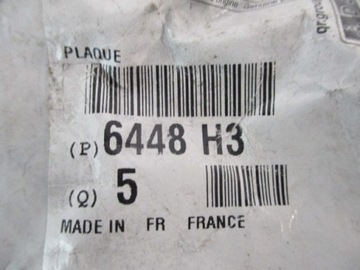 PLAQUE
(P) 6448 H3
(Q) 5
MADE IN FR FRANCE